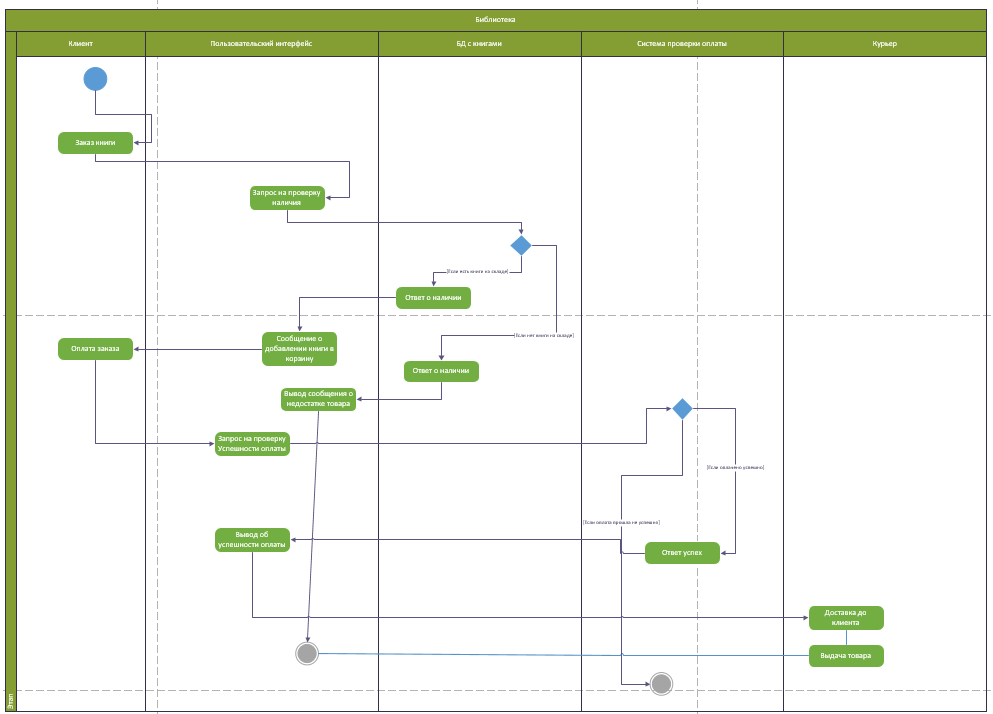 Библиотека
Клиент
Пользовательский интерфейс
БД с книгами
Система проверки оплаты
Курьер
Заказ книги
Запрос на проверку
наличия
[Если есть книги на складе]
Ответ о наличии
[Если нет книги на складе]
Оплата заказа
Сообщение о
добавлении книги в
корзину
Ответ о наличии
Вывод сообщения о
недостатке товара
Запрос на проверку
Успешности оплаты
[Если оплачено успешно]
[Если оплата прошла не успешно]
Вывод об
успешности оплаты
Ответ успех
Доставка до
клиента
Выдача товара
Этап